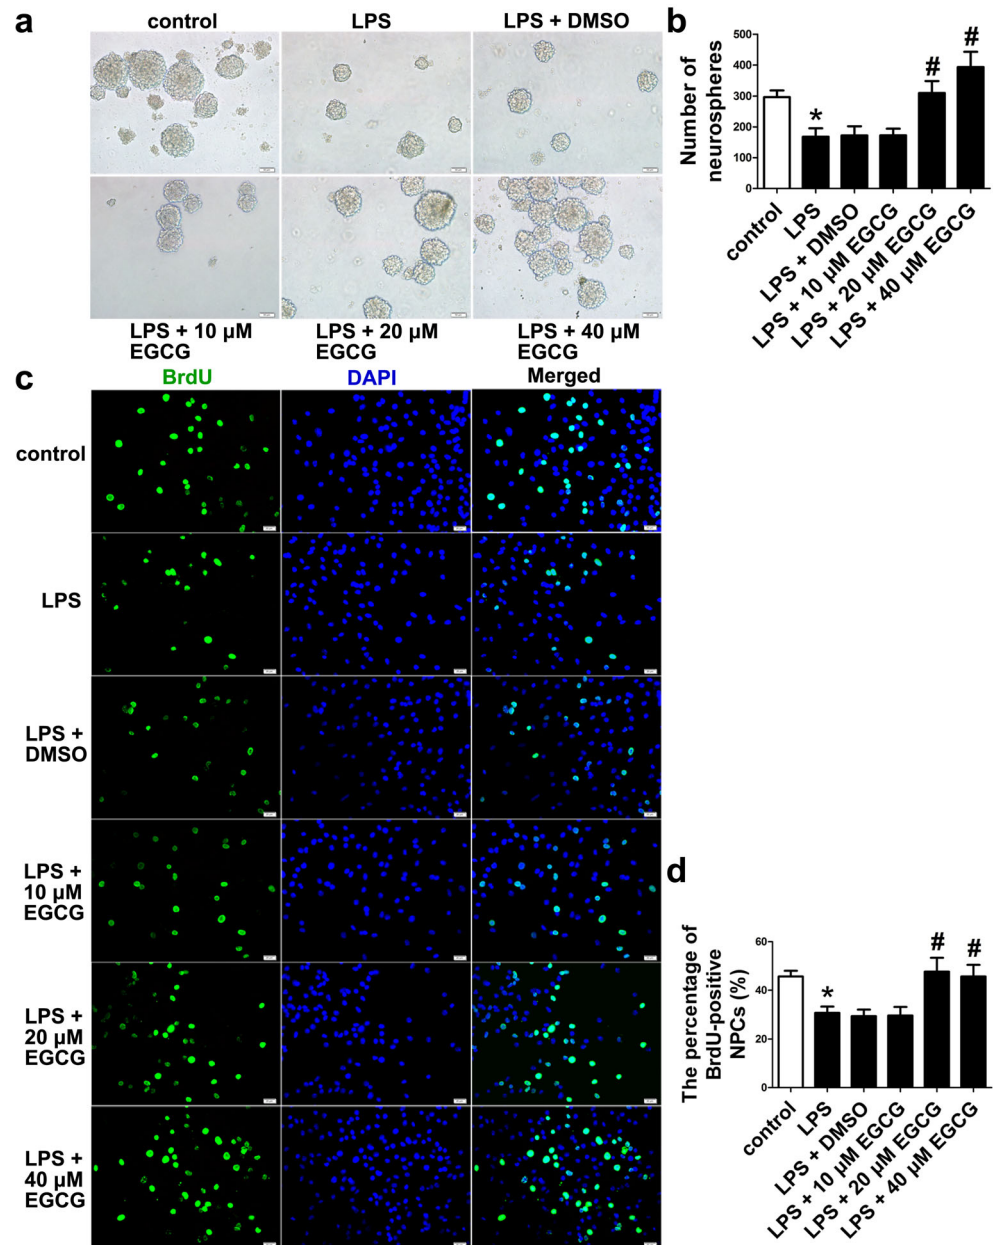 a
control
LPS
LPS + DMSO
LPS + 10 µM
EGCG
LPS + 20 µM
EGCG
LPS + 40 µM
EGCG
b
Number of
neurospheres
500
400
300
200
100
0
*
#
#
control
LPS
LPS + DMSO
LPS + 10 µM EGCG
LPS + 20 µM EGCG
LPS + 40 µM EGCG
c
BrdU
DAPI
Merged
control
LPS
LPS +
DMSO
LPS +
10 µM
EGCG
LPS +
20 µM
EGCG
LPS +
40 µM
EGCG
d
The percentage of
BrdU-positive
NPCs (%)
60
40
20
0
*
#
#
control
LPS
LPS + DMSO
LPS + 10 µM EGCG
LPS + 20 µM EGCG
LPS + 40 µM EGCG